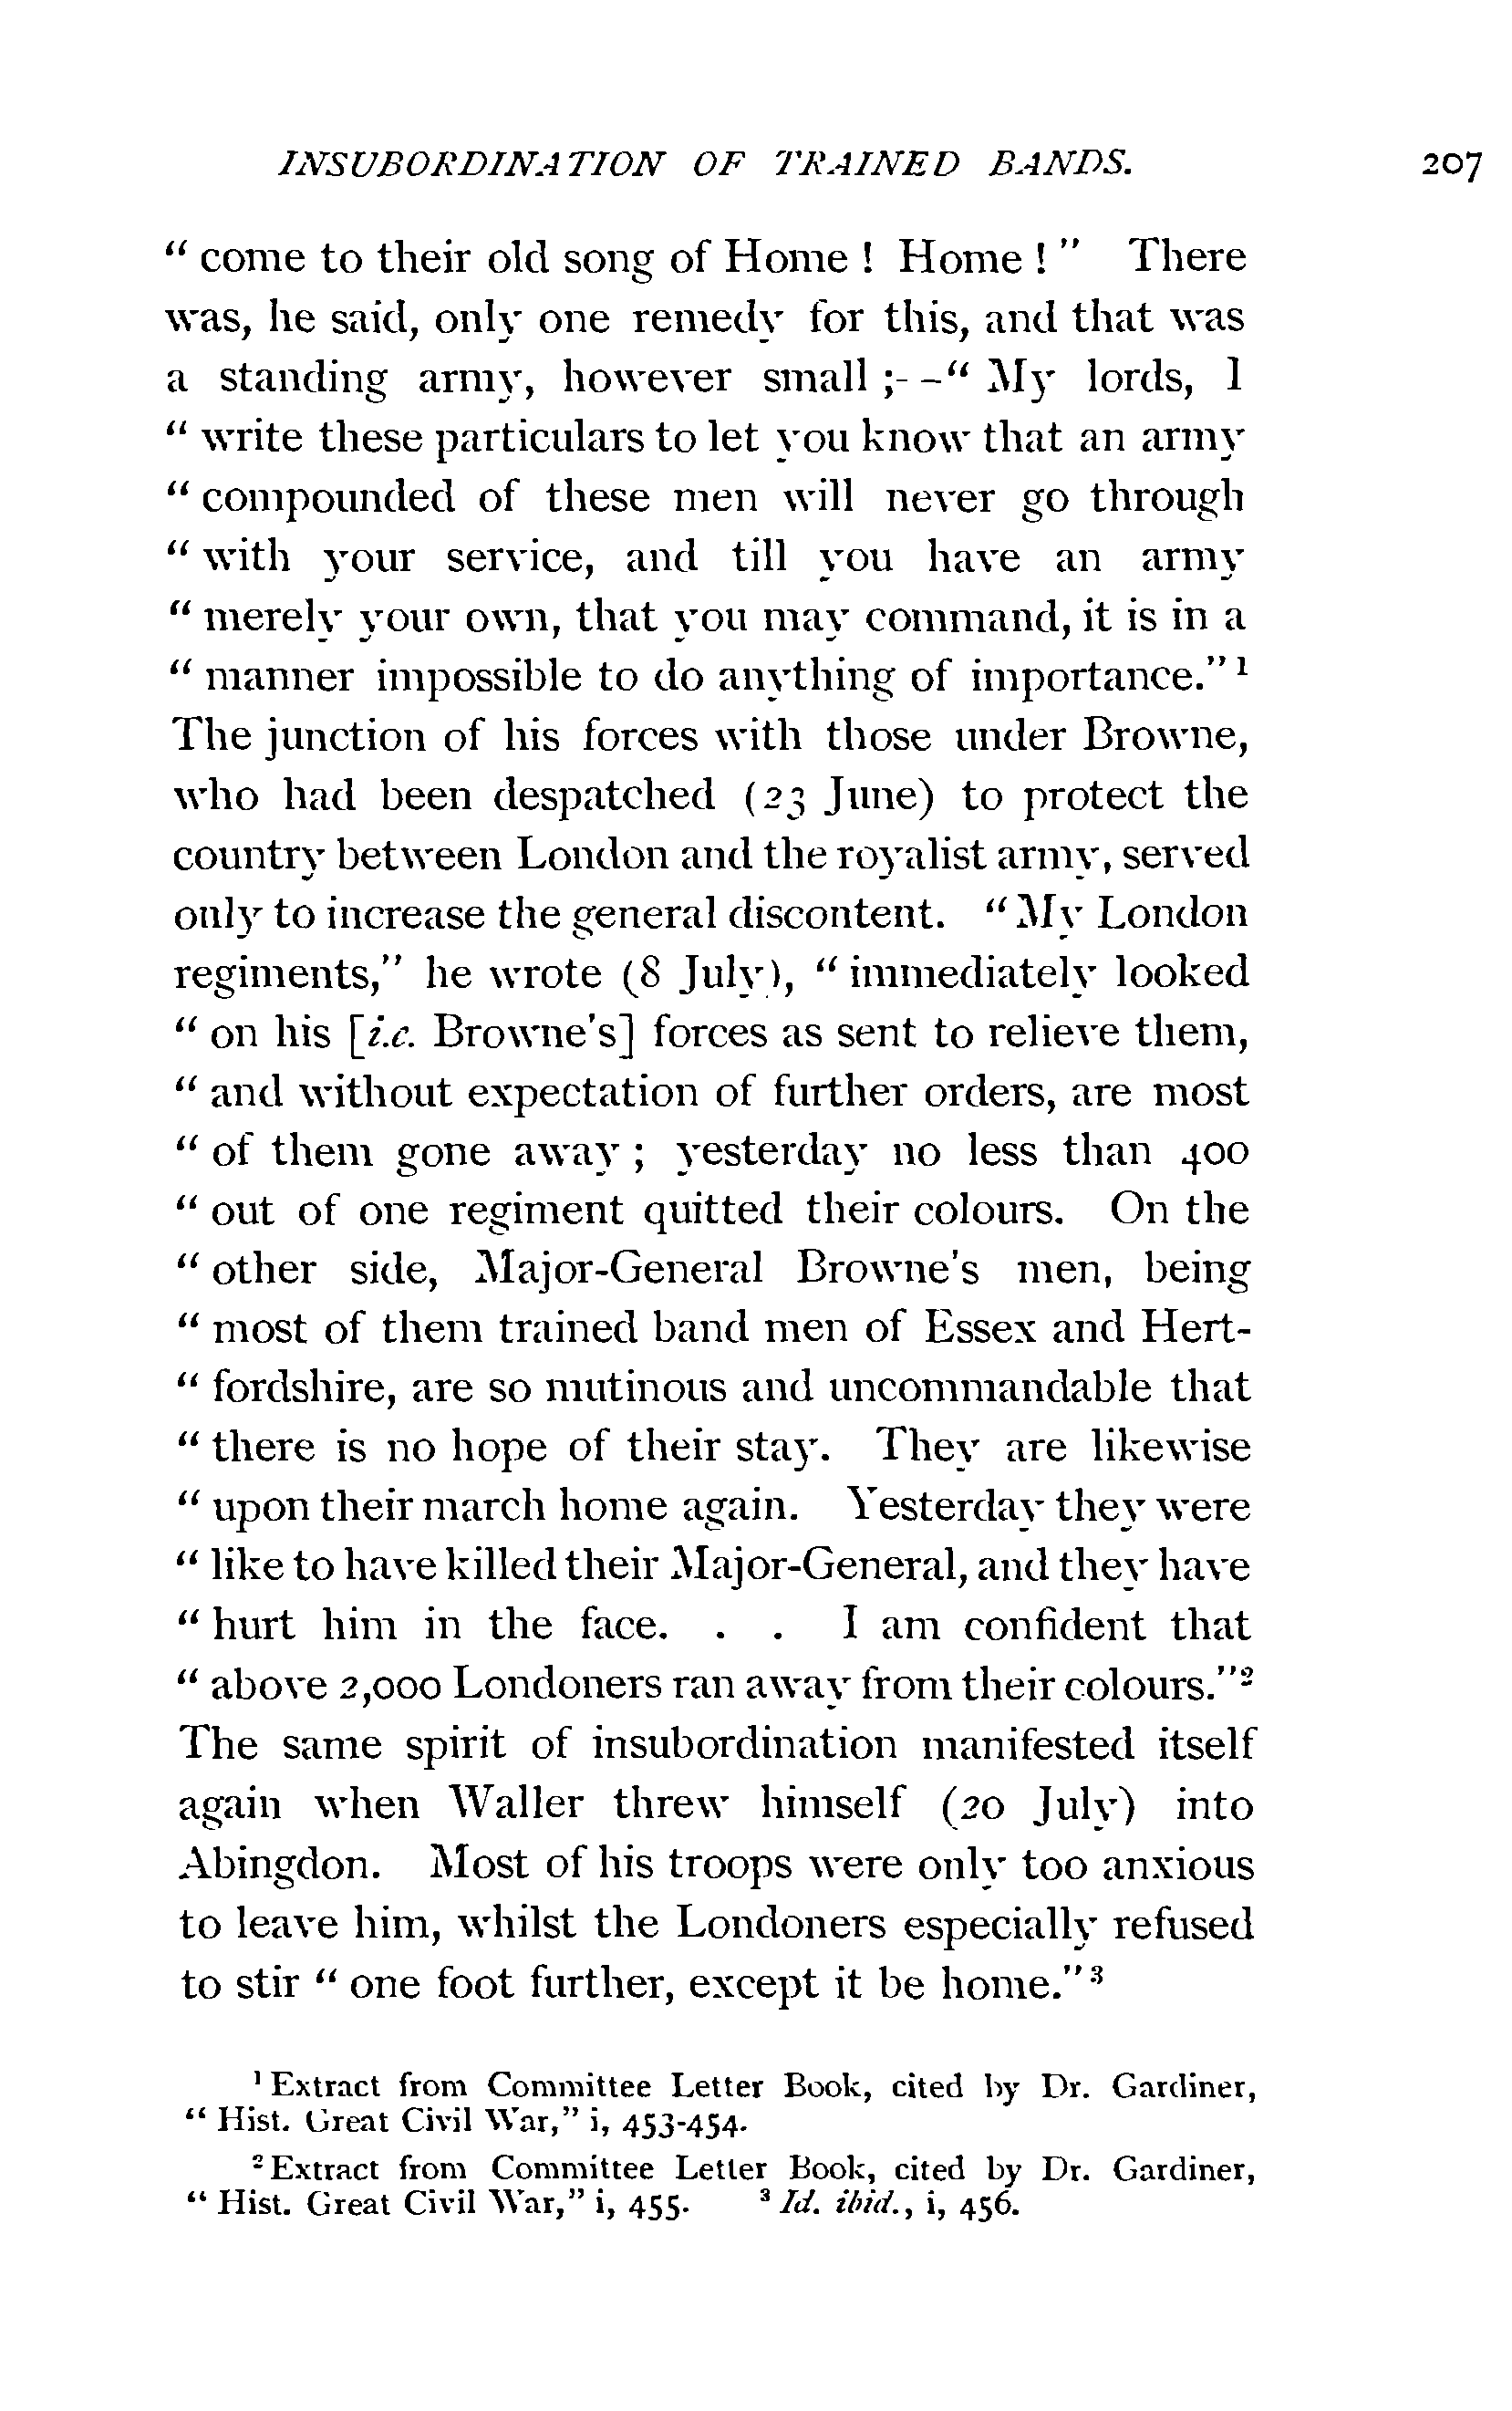 INSUBORDINATION OF TRAINED BANDS. 207
“ come to their old song of Home ! Home ! ” There
was, he said, only one remedy for this, and that was
a standing army, however small ;- -“ My lords, I
“ write these particulars to let you know that an army
“ compounded of these men will never go through
“ with your service, and till you have an army
“ merely your own, that you may command, it is in a
“ manner impossible to do anything of importance.” ¹
The junction of his forces with those under Browne,
who had been despatched (23 June) to protect the
country between London and the royalist army, served
only to increase the general discontent. “ My London
regiments,” he wrote (8 July), “ immediately looked
“ on his [i.e. Browne's] forces as sent to relieve them,
“ and without expectation of further orders, are most
“ of them gone away ; yesterday no less than 400
“ out of one regiment quitted their colours. On the
“ other side, Major-General Browne's men, being
“ most of them trained band men of Essex and Hert-
“ fordshire, are so mutinous and uncommandable that
“ there is no hope of their stay. They are likewise
“ upon their march home again. Yesterday they were
“ like to have killed their Major-General, and they have
“ hurt him in the face. . . I am confident that
“ above 2,000 Londoners ran away from their colours.”²
The same spirit of insubordination manifested itself
again when Waller threw himself (20 July) into
Abingdon. Most of his troops were only too anxious
to leave him, whilst the Londoners especially refused
to stir “ one foot further, except it be home.” ³
¹ Extract from Committee Letter Book, cited by Dr. Gardiner,
“ Hist. Great Civil War,” i, 453-454.
² Extract from Committee Letter Book, cited by Dr. Gardiner,
“ Hist. Great Civil War,” i, 455. ³ Id. ibid., i, 456.